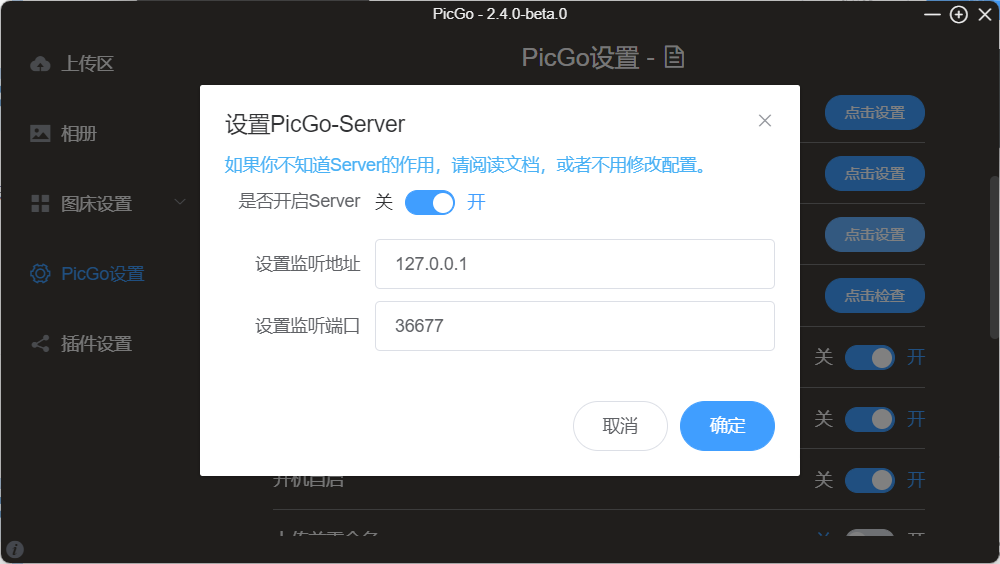 PicGo - 2.4.0-beta.0
上传区
相册
图床设置
PicGo设置
插件设置
PicGo设置 -
点击设置
点击设置
点击设置
点击检查
设置PicGo-Server
如果你不知道Server的作用，请阅读文档，或者不用修改配置。
是否开启Server 关 开
设置监听地址 127.0.0.1
设置监听端口 36677
取消 确定
关 开
关 开
开机自启 关 开